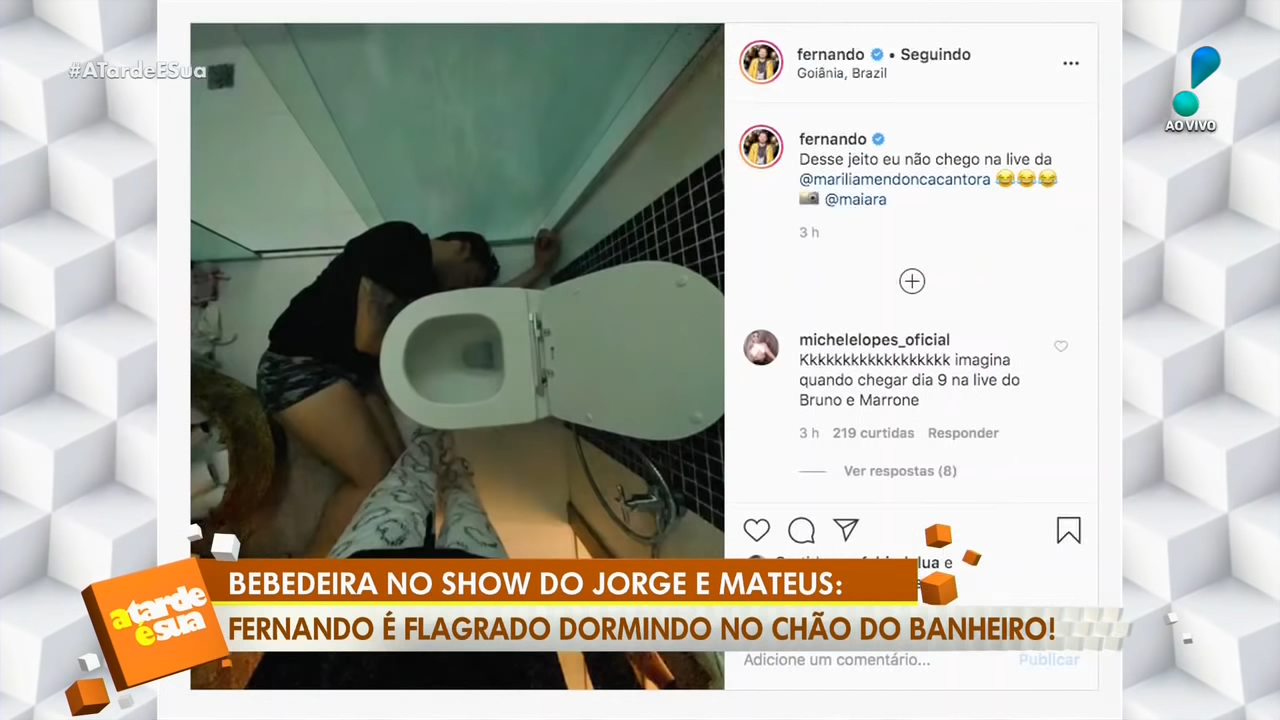 #ATardeÉSua
AO VIVO
fernando • Seguindo
Goiânia, Brazil
fernando
Desse jeito eu não chego na live da
@mariliamendoncacantora 😂😂😂
📷 @maiara
3 h
michelelopes_oficial
Kkkkkkkkkkkkkkkkkk imagina
quando chegar dia 9 na live do
Bruno e Marrone
3 h 219 curtidas Responder
Ver respostas (8)
lua e
BEBEDEIRA NO SHOW DO JORGE E MATEUS:
a tarde é sua
FERNANDO É FLAGRADO DORMINDO NO CHÃO DO BANHEIRO!
Adicione um comentário... Publicar